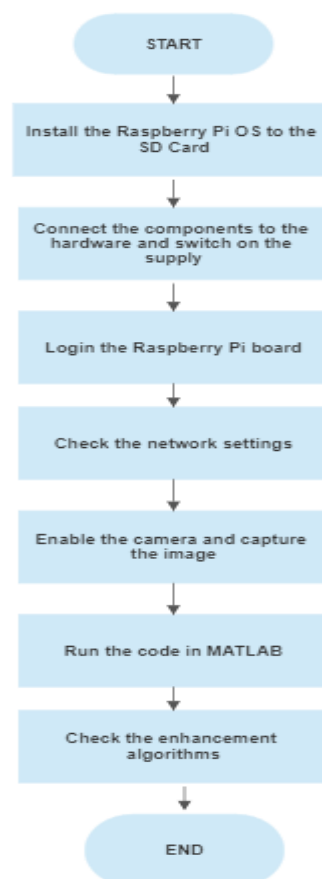 START
Install the Raspberry Pi OS to the
SD Card
Connect the components to the
hardware and switch on the
supply
Login the Raspberry Pi board
Check the network settings
Enable the camera and capture
the image
Run the code in MATLAB
Check the enhancement
algorithms
END